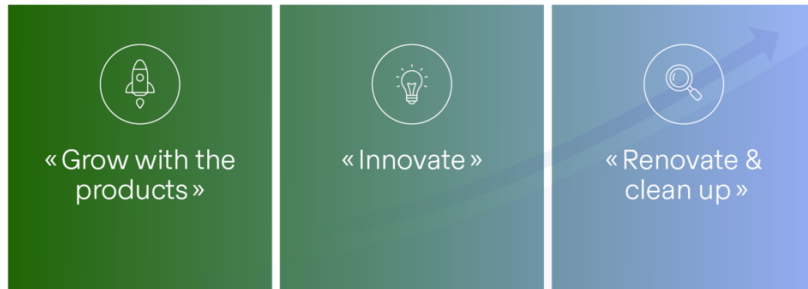 « Grow with the
products »
« Innovate »
« Renovate &
clean up »